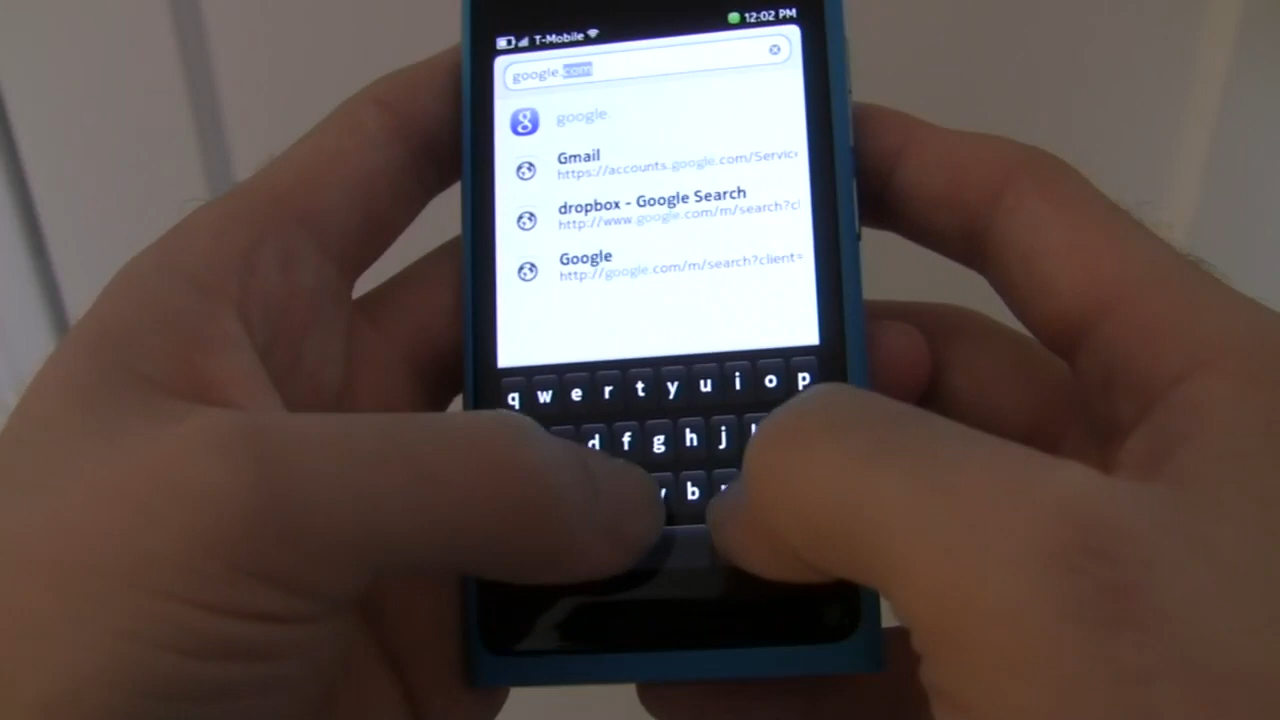 T-Mobile 12:02 PM
google.com
g google.
Gmail
https://accounts.google.com/Servic
dropbox - Google Search
http://www.google.com/m/search?cl
Google
http://google.com/m/search?client=
q w e r t y u i o p
d f g h j
b